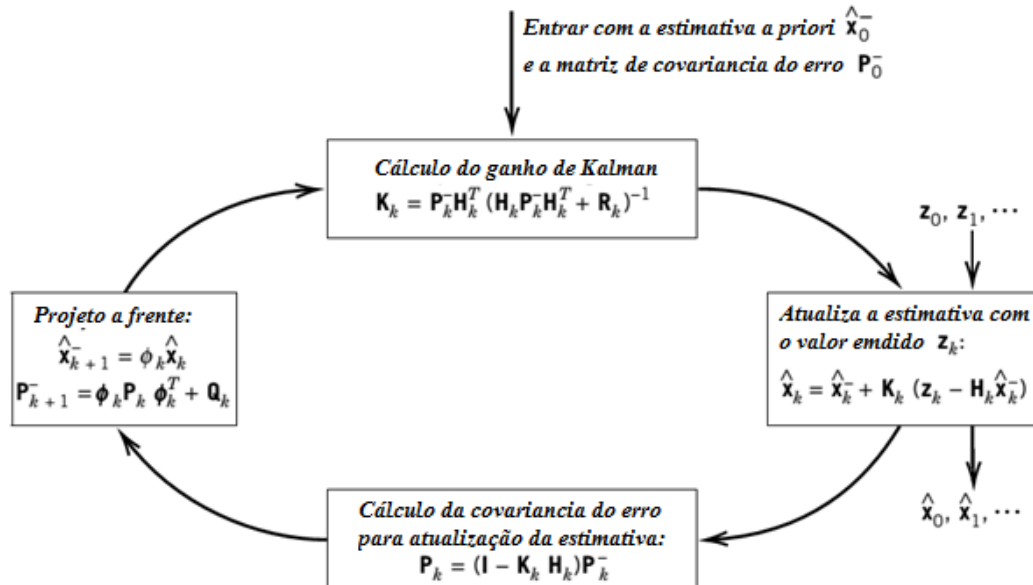 Entrar com a estimativa a priori x̂₀⁻
e a matriz de covariancia do erro P₀⁻
Cálculo do ganho de Kalman
Kₖ = Pₖ⁻Hₖᵀ (HₖPₖ⁻Hₖᵀ + Rₖ)⁻¹
z₀, z₁, ⋯
Atualiza a estimativa com
o valor emdido zₖ:
x̂ₖ = x̂ₖ⁻ + Kₖ (zₖ − Hₖx̂ₖ⁻)
x̂₀, x̂₁, ⋯
Cálculo da covariancia do erro
para atualização da estimativa:
Pₖ = (I − Kₖ Hₖ)Pₖ⁻
Projeto a frente:
x̂ₖ₊₁⁻ = ϕₖx̂ₖ
Pₖ₊₁⁻ = ϕₖPₖ ϕₖᵀ + Qₖ